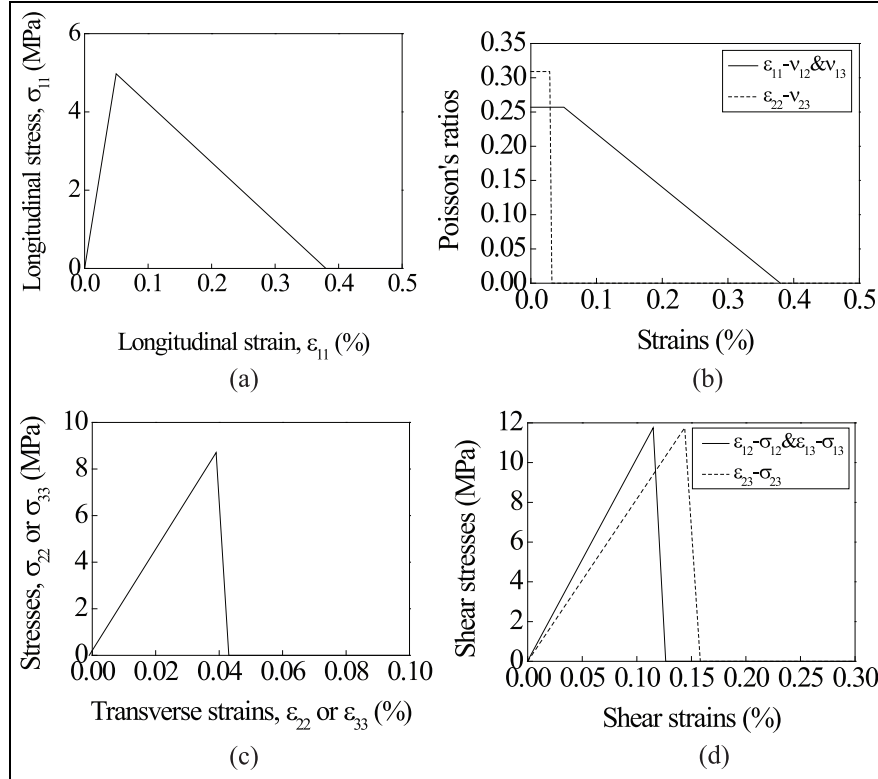 Longitudinal stress, σ₁₁ (MPa)
6
4
2
0
0.0 0.1 0.2 0.3 0.4 0.5
Longitudinal strain, ε₁₁ (%)
(a)
Poisson's ratios
0.35
0.30
0.25
0.20
0.15
0.10
0.05
0.00
ε₁₁-ν₁₂&ν₁₃
ε₂₂-ν₂₃
0.0 0.1 0.2 0.3 0.4 0.5
Strains (%)
(b)
Stresses, σ₂₂ or σ₃₃ (MPa)
10
8
6
4
2
0
0.00 0.02 0.04 0.06 0.08 0.10
Transverse strains, ε₂₂ or ε₃₃ (%)
(c)
Shear stresses (MPa)
12
10
8
6
4
2
0
ε₁₂-σ₁₂&ε₁₃-σ₁₃
ε₂₃-σ₂₃
0.00 0.05 0.10 0.15 0.20 0.25 0.30
Shear strains (%)
(d)